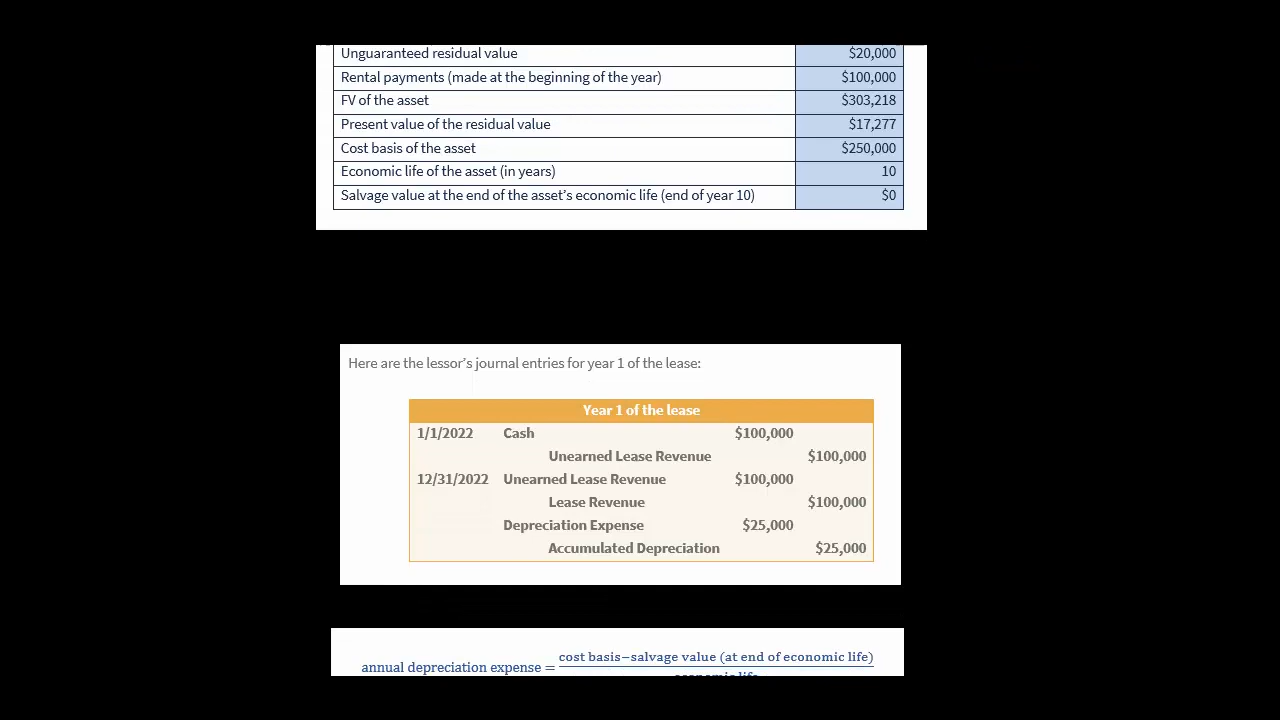 Unguaranteed residual value $20,000
Rental payments (made at the beginning of the year) $100,000
FV of the asset $303,218
Present value of the residual value $17,277
Cost basis of the asset $250,000
Economic life of the asset (in years) 10
Salvage value at the end of the asset's economic life (end of year 10) $0
Here are the lessor's journal entries for year 1 of the lease:
Year 1 of the lease
1/1/2022 Cash $100,000
Unearned Lease Revenue $100,000
12/31/2022 Unearned Lease Revenue $100,000
Lease Revenue $100,000
Depreciation Expense $25,000
Accumulated Depreciation $25,000
cost basis–salvage value (at end of economic life)
annual depreciation expense =
economic life